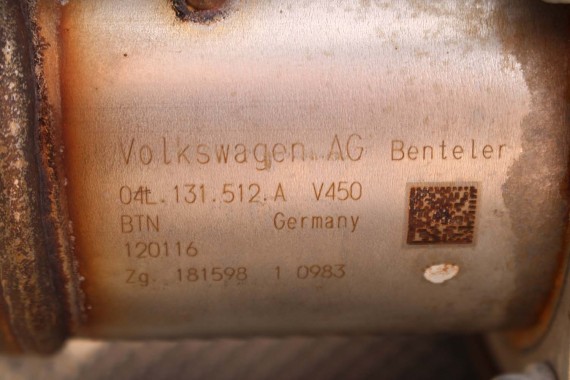 Volkswagen AG Benteler
04L.131.512.A V450
BTN Germany
120116
Zg. 181598 1 0983